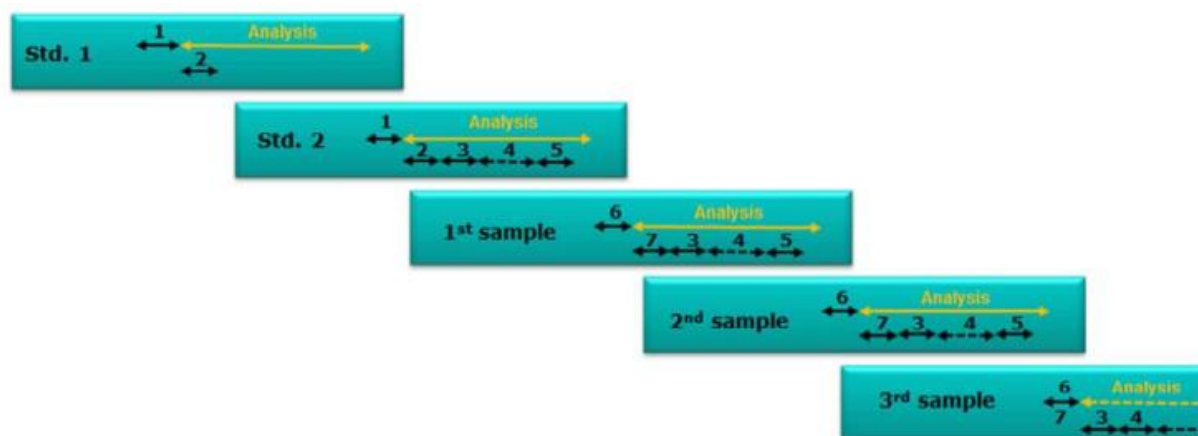 1 Analysis
Std. 1
2
1 Analysis
Std. 2
2 3 4 5
6 Analysis
1st sample
7 3 4 5
6 Analysis
2nd sample
7 3 4 5
6 Analysis
3rd sample
7 3 4